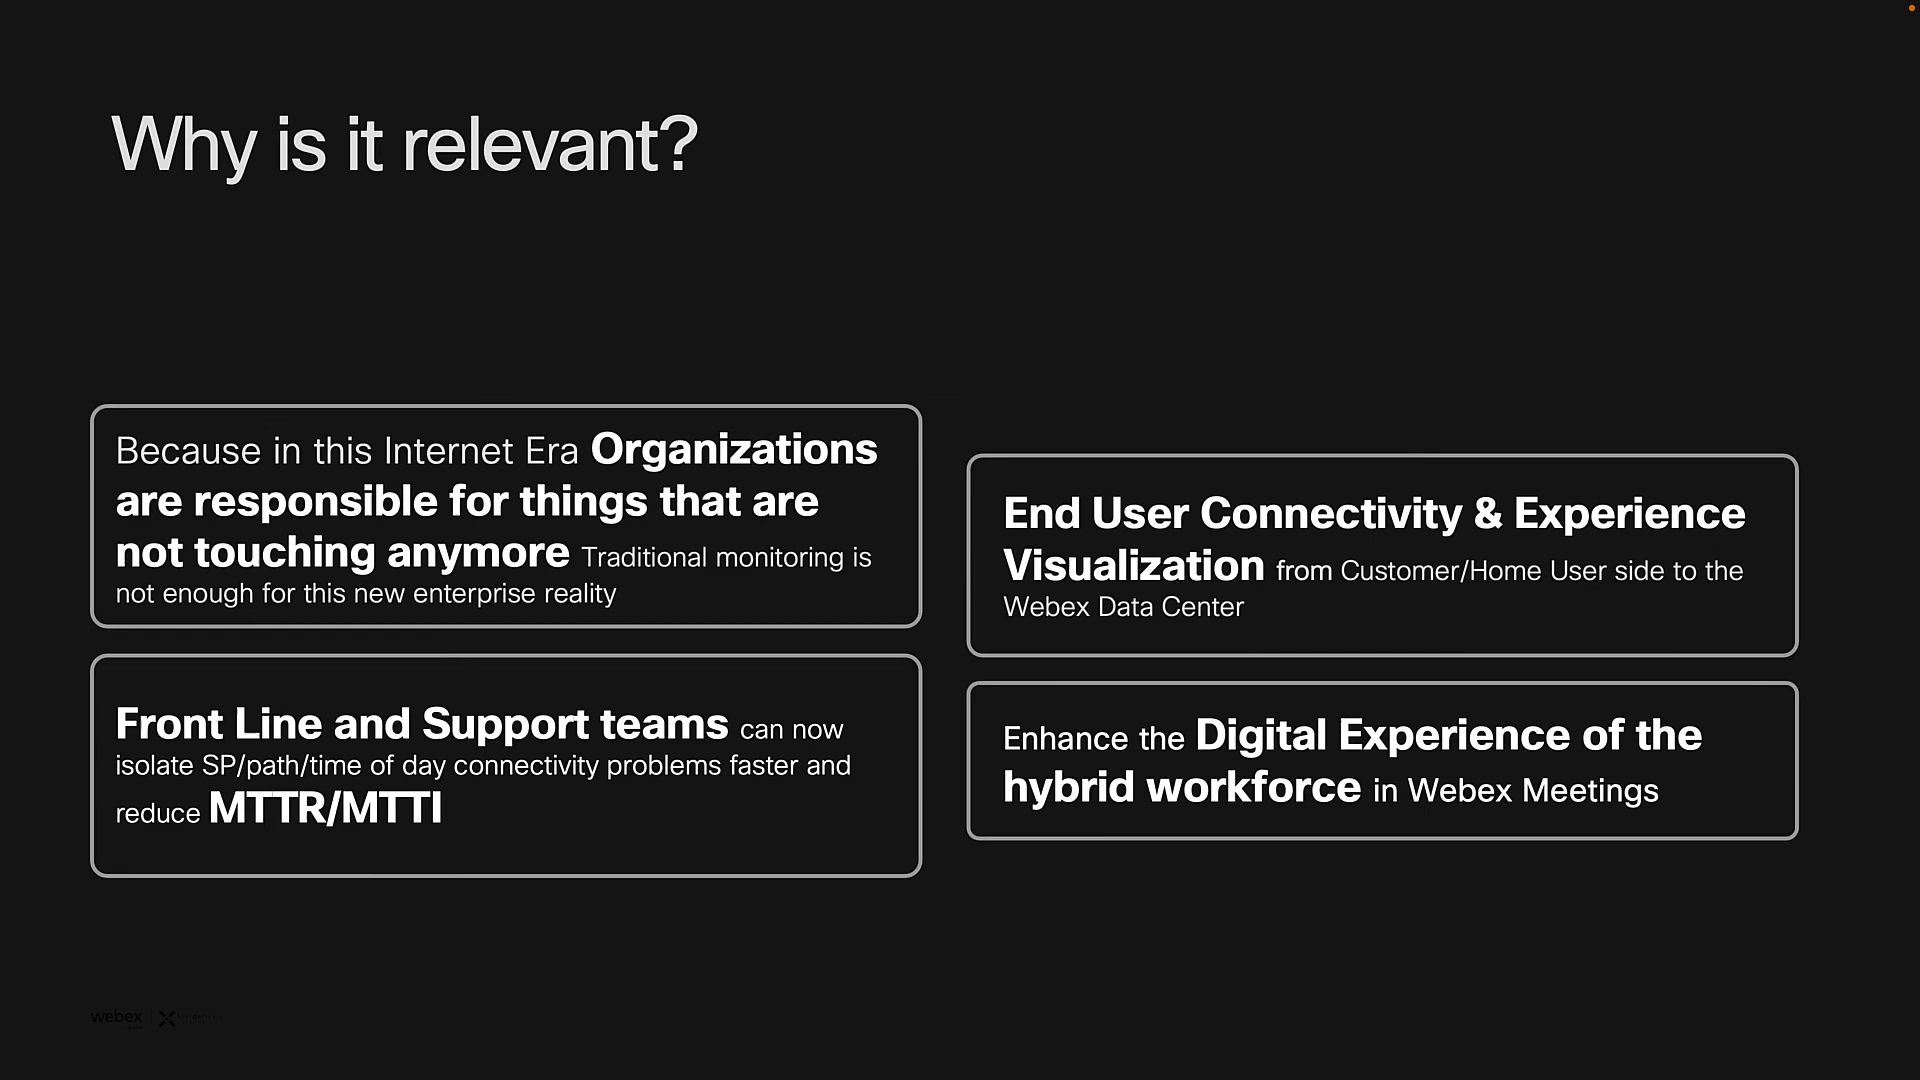 Why is it relevant?
Because in this Internet Era Organizations
are responsible for things that are
not touching anymore Traditional monitoring is
not enough for this new enterprise reality
Front Line and Support teams can now
isolate SP/path/time of day connectivity problems faster and
reduce MTTR/MTTI
End User Connectivity & Experience
Visualization from Customer/Home User side to the
Webex Data Center
Enhance the Digital Experience of the
hybrid workforce in Webex Meetings
webex